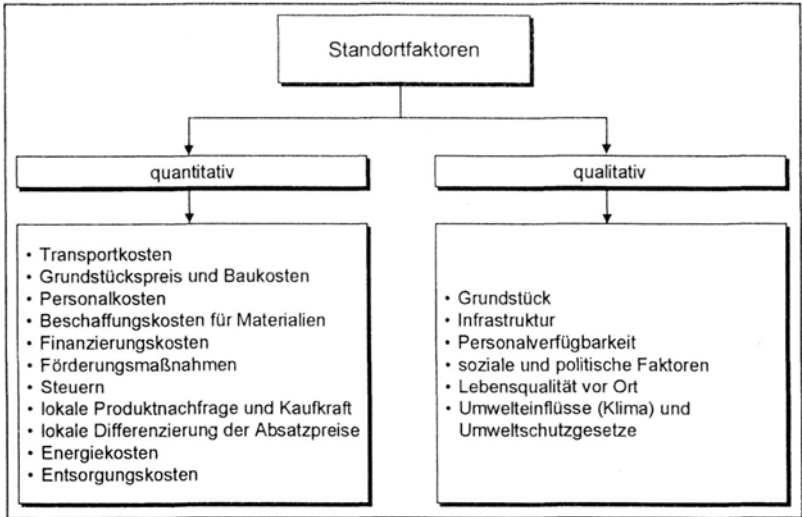 Standortfaktoren
quantitativ
• Transportkosten
• Grundstückspreis und Baukosten
• Personalkosten
• Beschaffungskosten für Materialien
• Finanzierungskosten
• Förderungsmaßnahmen
• Steuern
• lokale Produktnachfrage und Kaufkraft
• lokale Differenzierung der Absatzpreise
• Energiekosten
• Entsorgungskosten
qualitativ
• Grundstück
• Infrastruktur
• Personalverfügbarkeit
• soziale und politische Faktoren
• Lebensqualität vor Ort
• Umwelteinflüsse (Klima) und
Umweltschutzgesetze